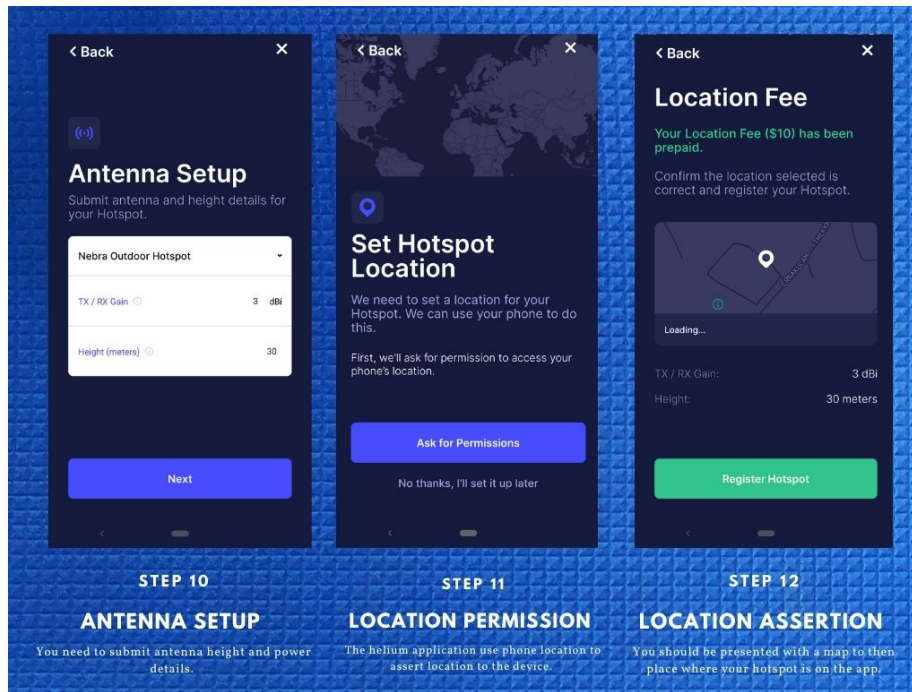 < Back
×
Antenna Setup
Submit antenna and height details for
your Hotspot.
Nebra Outdoor Hotspot
TX / RX Gain
3 dBi
Height (meters)
30
Next
STEP 10
ANTENNA SETUP
You need to submit antenna height and power
details.
< Back
×
Set Hotspot
Location
We need to set a location for your
Hotspot. We can use your phone to do
this.
First, we'll ask for permission to access your
phone's location.
Ask for Permissions
No thanks, I'll set it up later
STEP 11
LOCATION PERMISSION
The helium application use phone location to
assert location to the device.
< Back
×
Location Fee
Your Location Fee ($10) has been
prepaid.
Confirm the location selected is
correct and register your Hotspot.
Loading...
TX / RX Gain:
3 dBi
Height:
30 meters
Register Hotspot
STEP 12
LOCATION ASSERTION
You should be presented with a map to then
place where your hotspot is on the app.